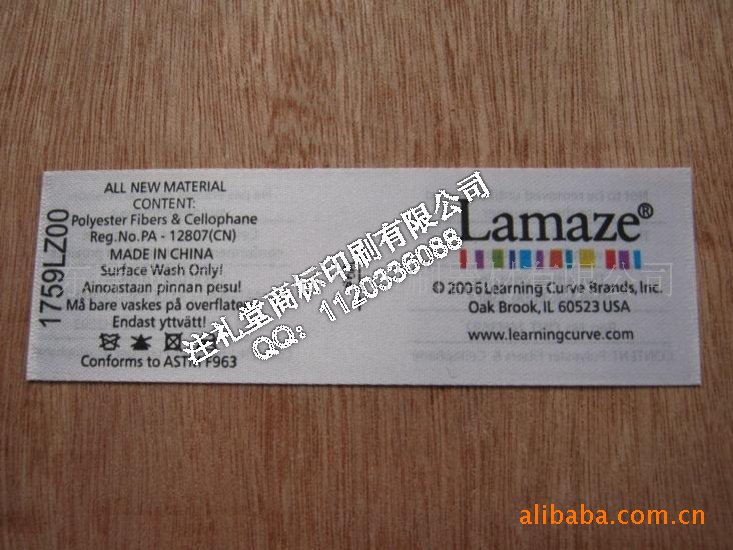 1759LZ00
ALL NEW MATERIAL
CONTENT:
Polyester Fibers & Cellophane
Reg.No.PA - 12807(CN)
MADE IN CHINA
Surface Wash Only!
Ainoastaan pinnan pesu!
Må bare vaskes på overflaten
Endast yttvätt!
Conforms to ASTM F963
注礼堂商标印刷有限公司
QQ: 1120336088
Lamaze®
© 2006 Learning Curve Brands, Inc.
Oak Brook, IL 60523 USA
www.learningcurve.com
alibaba.com.cn